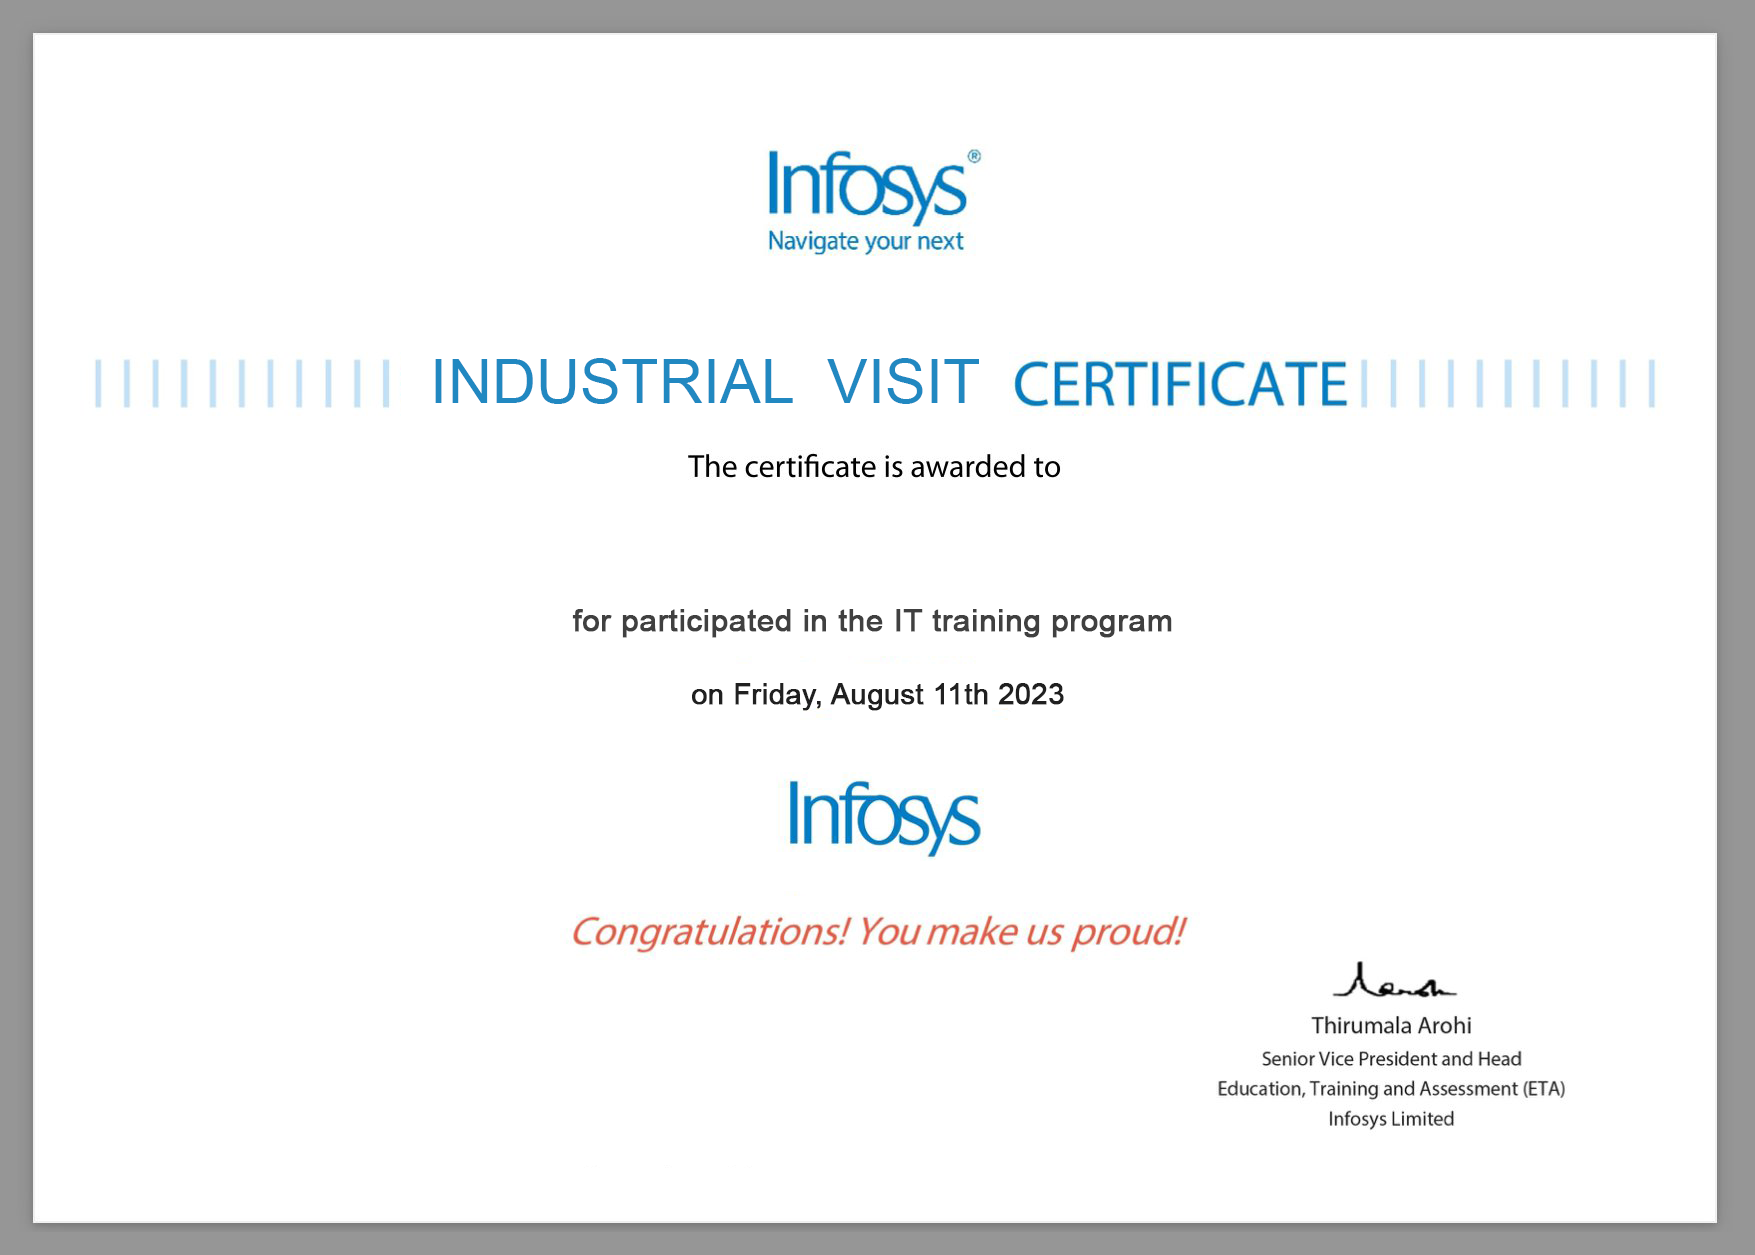 Infosys®
Navigate your next
INDUSTRIAL VISIT CERTIFICATE
The certificate is awarded to
for participated in the IT training program
on Friday, August 11th 2023
Infosys
Congratulations! You make us proud!
Thirumala Arohi
Senior Vice President and Head
Education, Training and Assessment (ETA)
Infosys Limited